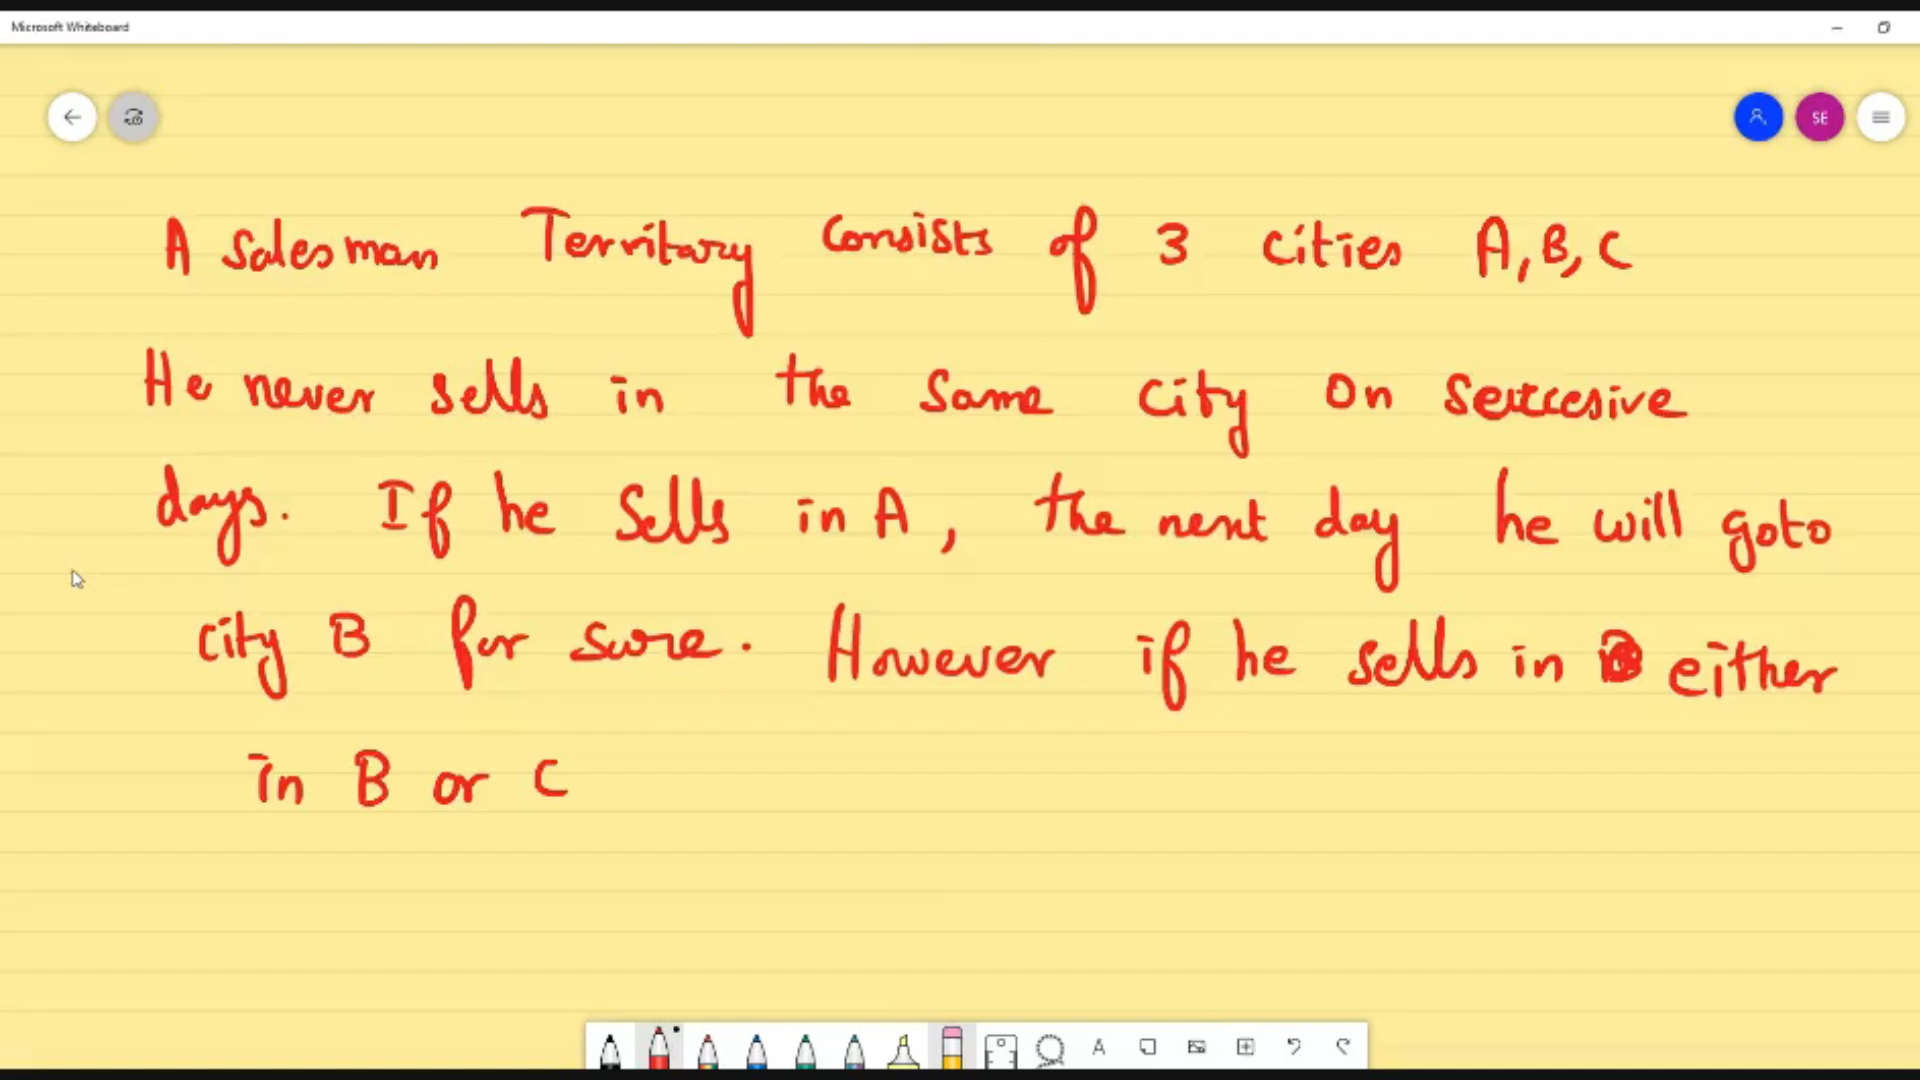 Microsoft Whiteboard
SE
A Salesman Territory Consists of 3 Cities A, B, C
He never sells in the same city on
days. If he sells in A, the next day he will goto
city B for sure. However if he sells in either
in B or C
A